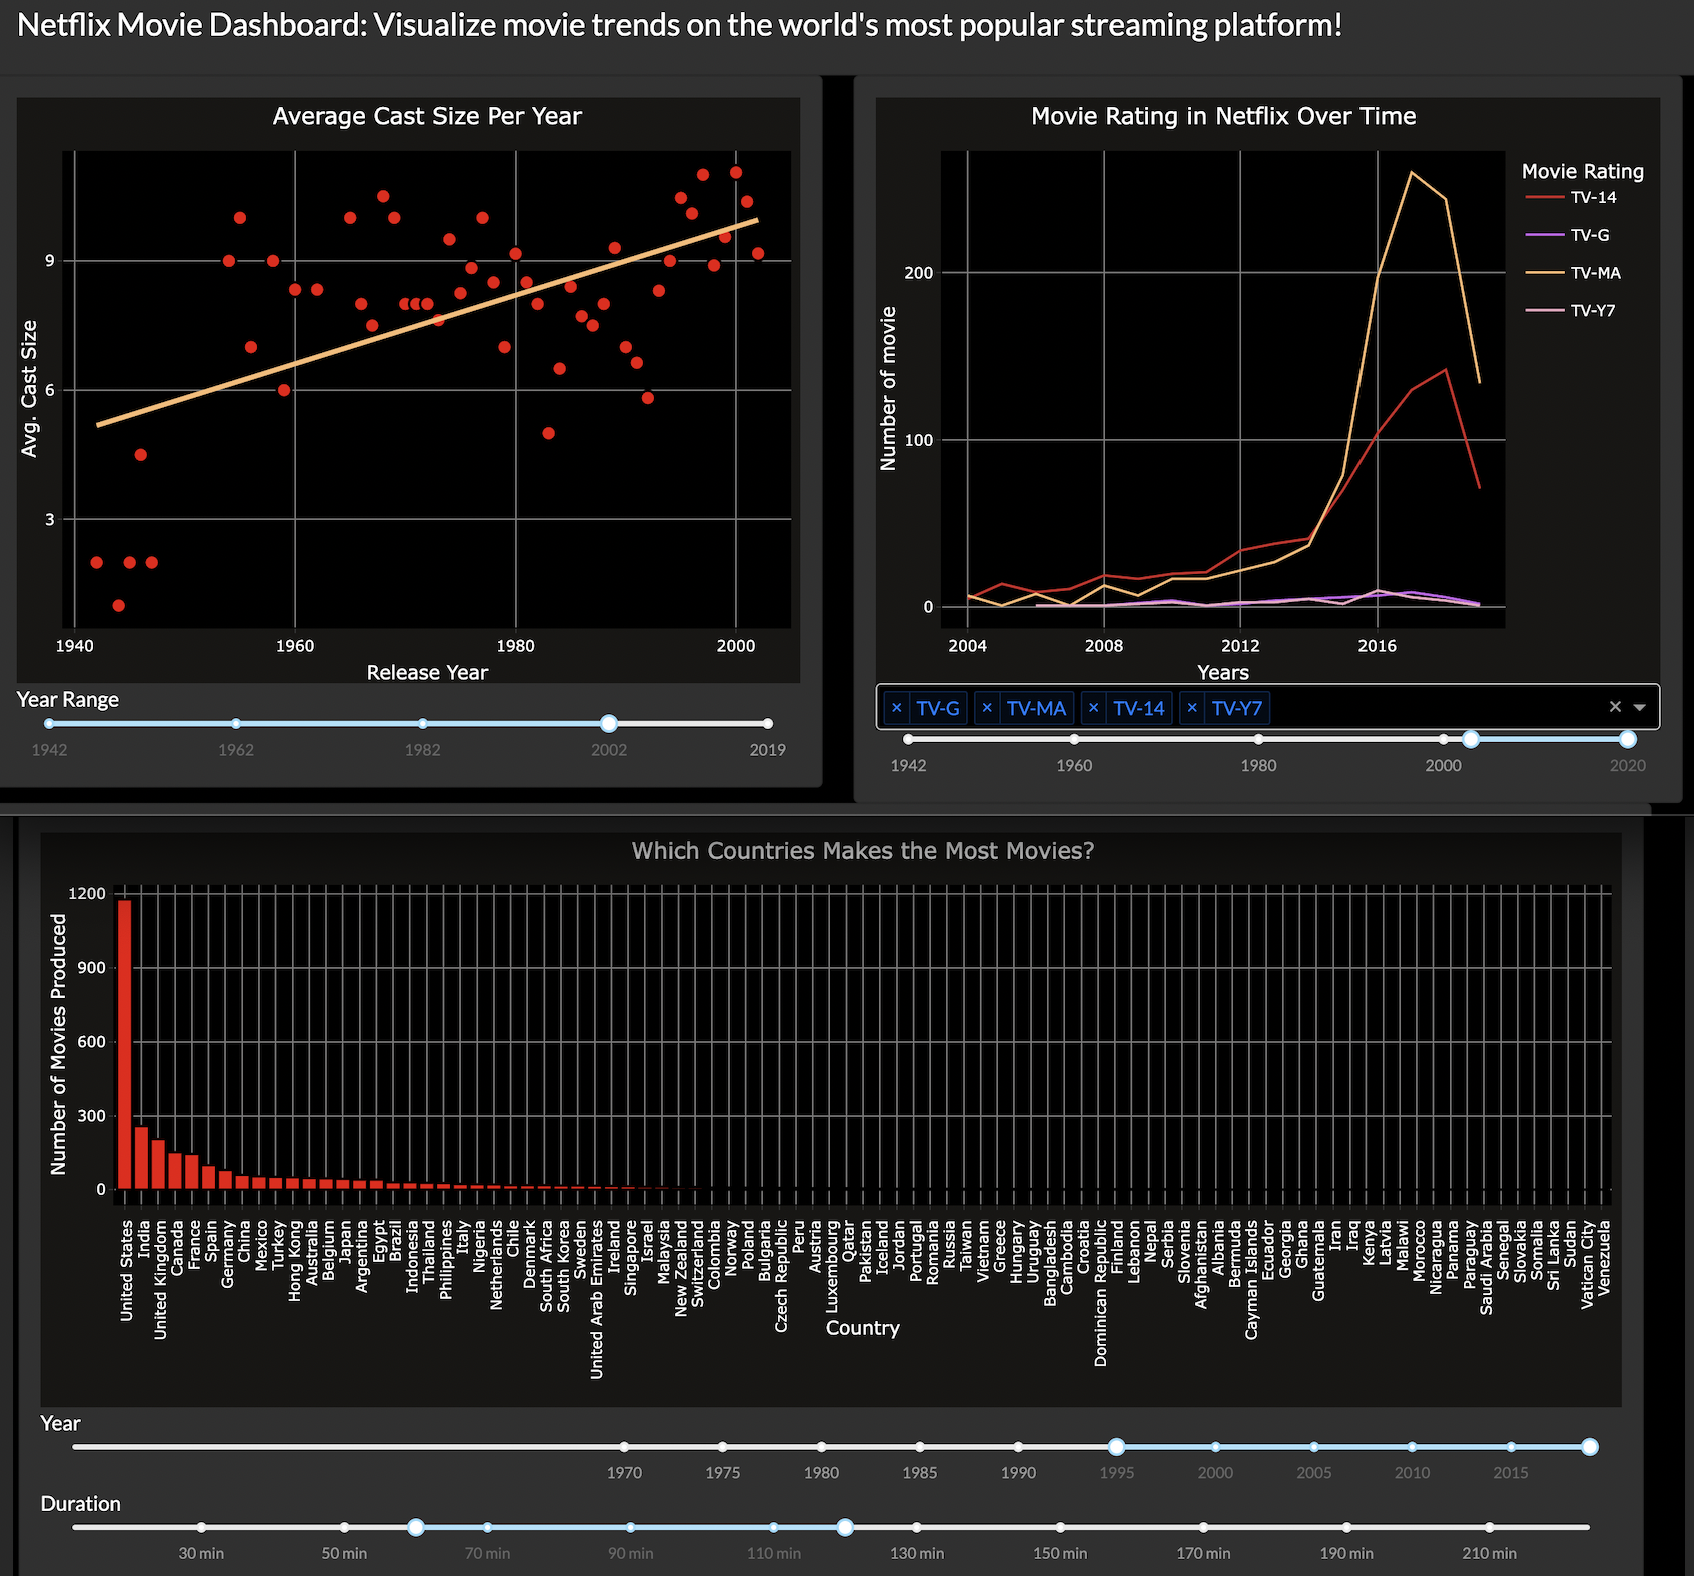 Netflix Movie Dashboard: Visualize movie trends on the world's most popular streaming platform!
Average Cast Size Per Year
Avg. Cast Size
9
6
3
1940 1960 1980 2000
Release Year
Year Range
1942 1962 1982 2002 2019
Movie Rating in Netflix Over Time
Number of movie
200
100
0
2004 2008 2012 2016
Years
Movie Rating
TV-14
TV-G
TV-MA
TV-Y7
× TV-G × TV-MA × TV-14 × TV-Y7 ×
1942 1960 1980 2000 2020
Which Countries Makes the Most Movies?
Number of Movies Produced
1200
900
600
300
0
United States
India
United Kingdom
Canada
France
Spain
Germany
China
Mexico
Turkey
Hong Kong
Australia
Belgium
Japan
Argentina
Egypt
Brazil
Indonesia
Thailand
Philippines
Italy
Nigeria
Netherlands
Chile
Denmark
South Africa
South Korea
Sweden
United Arab Emirates
Ireland
Singapore
Israel
Malaysia
New Zealand
Switzerland
Colombia
Norway
Poland
Bulgaria
Czech Republic
Peru
Austria
Luxembourg
Qatar
Pakistan
Iceland
Jordan
Portugal
Romania
Russia
Taiwan
Vietnam
Greece
Hungary
Uruguay
Bangladesh
Cambodia
Croatia
Dominican Republic
Finland
Lebanon
Nepal
Serbia
Slovenia
Afghanistan
Albania
Bermuda
Cayman Islands
Ecuador
Georgia
Ghana
Guatemala
Iran
Iraq
Kenya
Latvia
Malawi
Morocco
Nicaragua
Panama
Paraguay
Saudi Arabia
Senegal
Slovakia
Somalia
Sri Lanka
Sudan
Vatican City
Venezuela
Country
Year
1970 1975 1980 1985 1990 1995 2000 2005 2010 2015
Duration
30 min 50 min 70 min 90 min 110 min 130 min 150 min 170 min 190 min 210 min